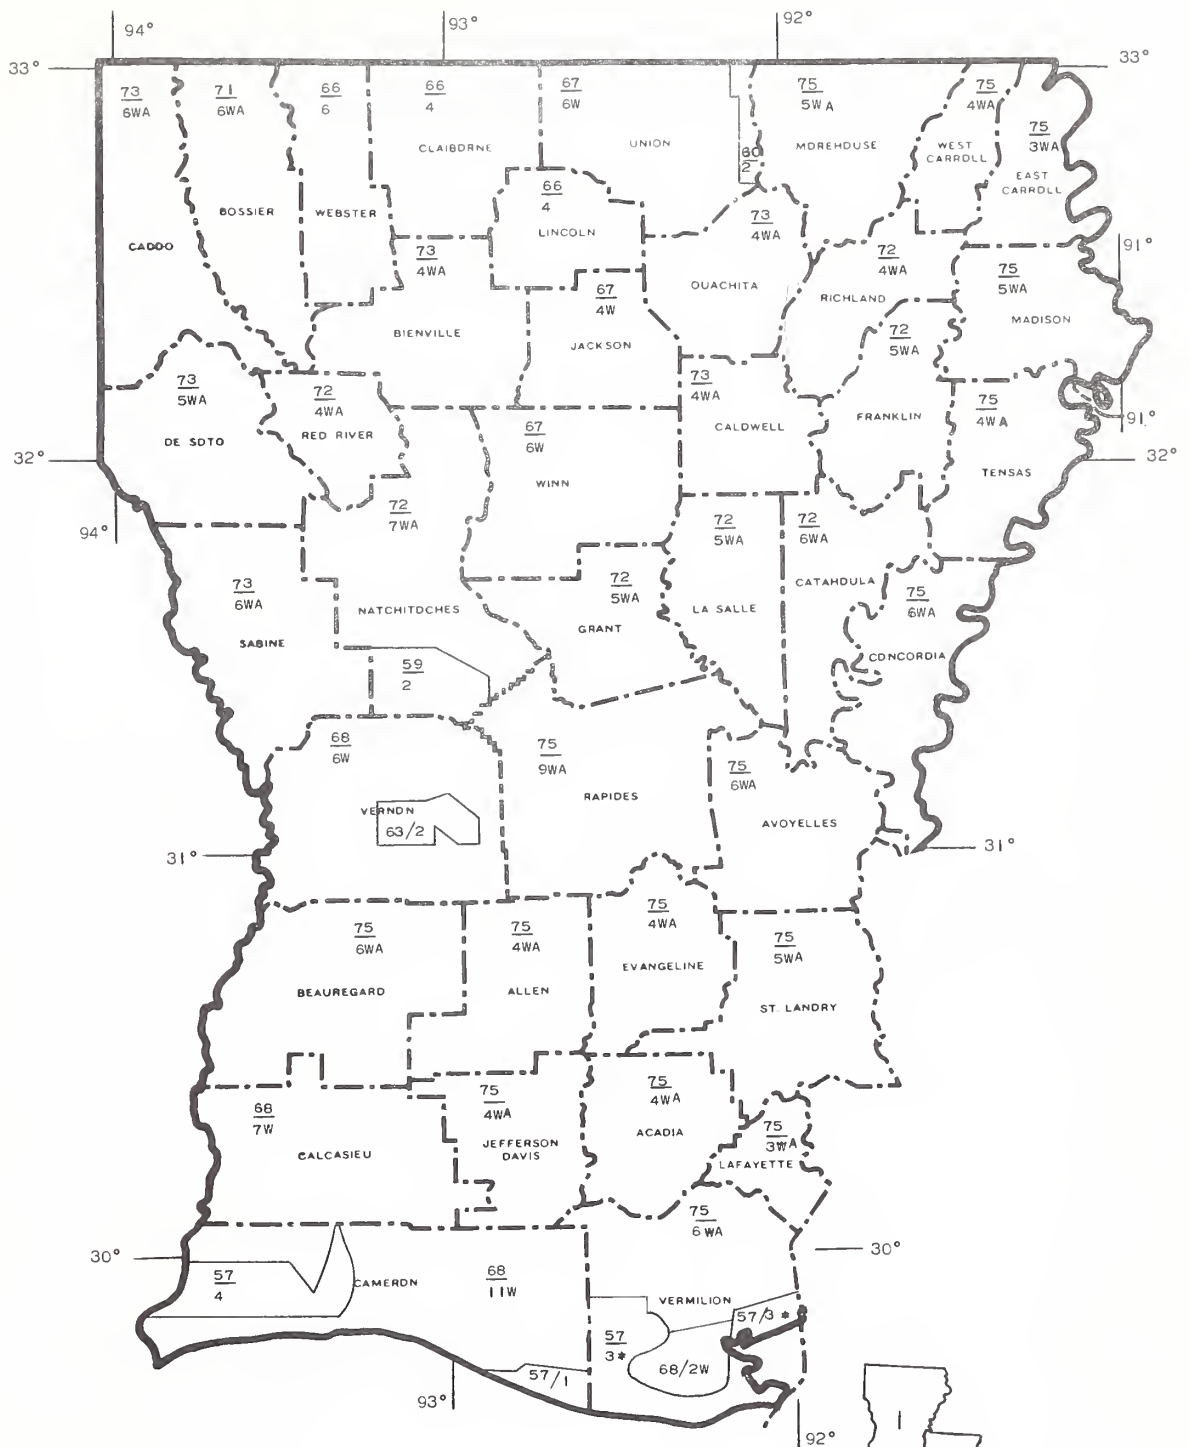 94°
93°
92°
33°
33°
73
6WA
71
6WA
66
6
66
4
67
6W
75
5WA
75
4WA
75
3WA
CLAIBORNE
UNION
60
2
MOREHOUSE
WEST
CARROLL
EAST
CARROLL
CADDO
BOSSIER
WEBSTER
66
4
LINCOLN
73
4WA
73
4WA
72
4WA
91°
75
5WA
OUACHITA
RICHLAND
MADISON
BIENVILLE
67
4W
JACKSON
72
5WA
73
5WA
72
4WA
73
4WA
75
4WA
91°
DE SOTO
RED RIVER
CALDWELL
FRANKLIN
32°
32°
67
6W
WINN
TENSAS
94°
72
7WA
72
5WA
72
6WA
73
6WA
SABINE
NATCHITOCHES
72
5WA
GRANT
LA SALLE
CATAHOULA
75
6WA
CONCORDIA
59
2
68
6W
75
9WA
75
6WA
VERNON
63/2
RAPIDES
AVOYELLES
31°
31°
75
6WA
75
4WA
75
4WA
75
5WA
BEAUREGARD
ALLEN
EVANGELINE
ST. LANDRY
68
7W
75
4WA
75
4WA
75
3WA
CALCASIEU
JEFFERSON
DAVIS
ACADIA
LAFAYETTE
75
6WA
30°
30°
57
4
CAMERON
68
11W
VERMILION
57/3*
57
3*
68/2W
57/1
93°
92°
1